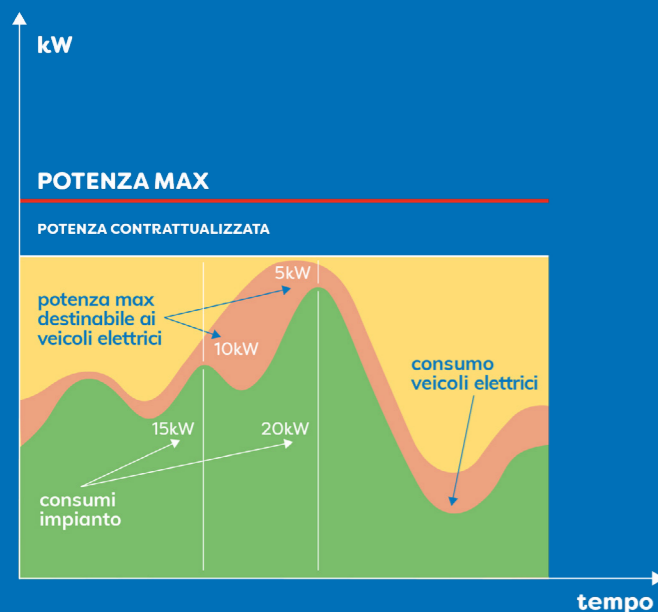 kW
POTENZA MAX
POTENZA CONTRATTUALIZZATA
5kW
potenza max
destinabile ai
veicoli elettrici
10kW
consumo
veicoli elettrici
15kW
20kW
consumi
impianto
tempo